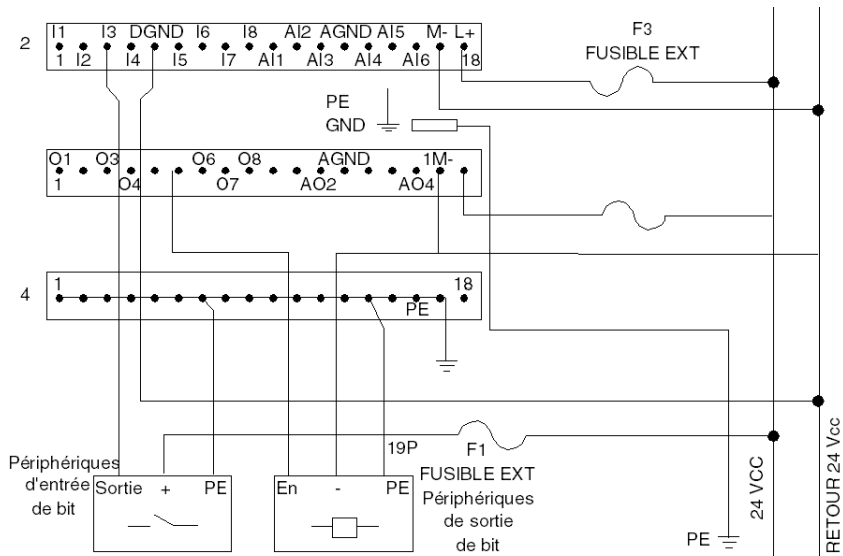 I1 I3 DGND I6 I8 AI2 AGND AI5 M- L+
2
1 I2 I4 I5 I7 AI1 AI3 AI4 AI6 18
F3
FUSIBLE EXT
PE
GND
O1 O3 O6 O8 AGND 1M-
1 O4 O7 AO2 AO4
1 18
4
PE
19P
F1
FUSIBLE EXT
Périphériques
d'entrée
de bit
Sortie + PE
En - PE
Périphériques
de sortie
de bit
PE
24 VCC
RETOUR 24 Vcc